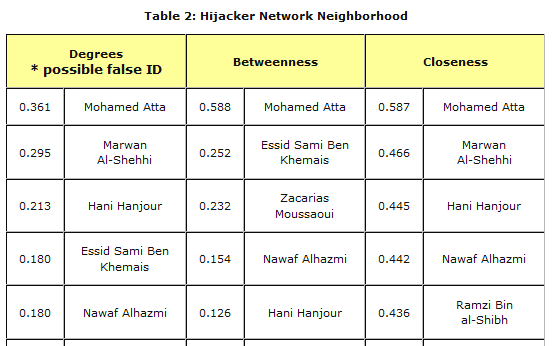 Table 2: Hijacker Network Neighborhood
Degrees
* possible false ID
Betweenness
Closeness
0.361 Mohamed Atta 0.588 Mohamed Atta 0.587 Mohamed Atta
0.295 Marwan
Al-Shehhi 0.252 Essid Sami Ben
Khemais 0.466 Marwan
Al-Shehhi
0.213 Hani Hanjour 0.232 Zacarias
Moussaoui 0.445 Hani Hanjour
0.180 Essid Sami Ben
Khemais 0.154 Nawaf Alhazmi 0.442 Nawaf Alhazmi
0.180 Nawaf Alhazmi 0.126 Hani Hanjour 0.436 Ramzi Bin
al-Shibh